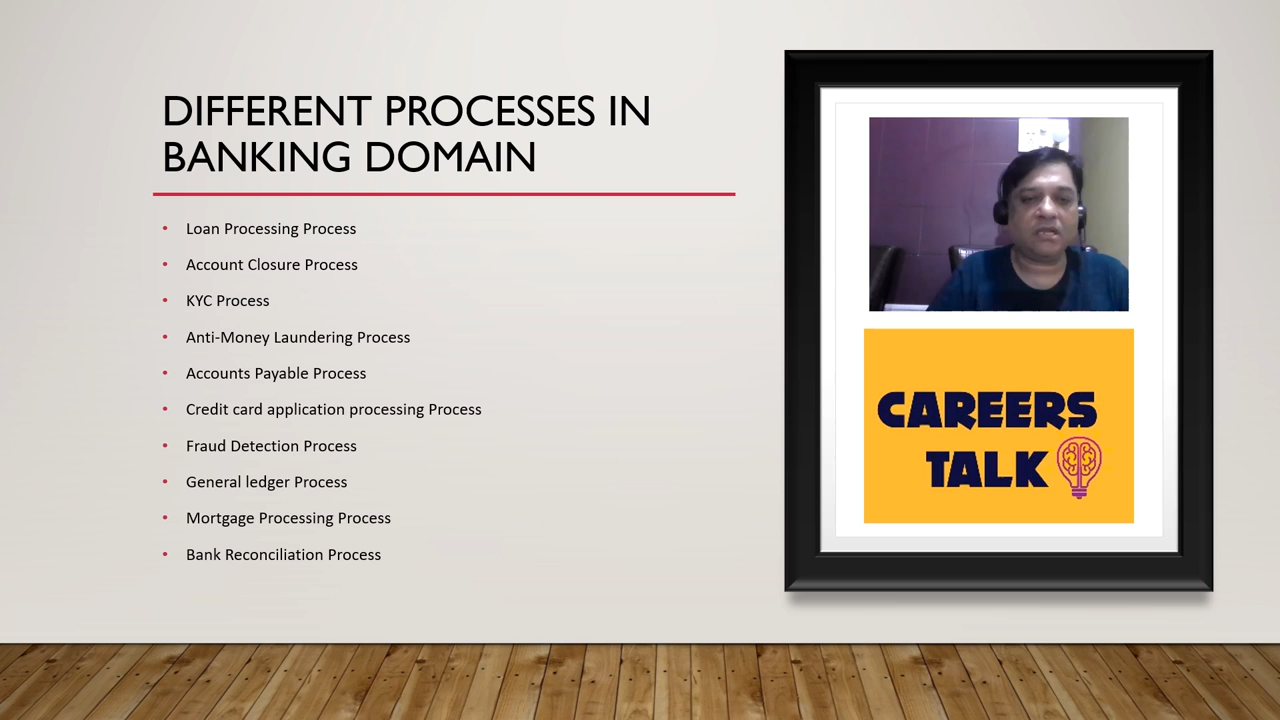 DIFFERENT PROCESSES IN
BANKING DOMAIN
• Loan Processing Process
• Account Closure Process
• KYC Process
• Anti-Money Laundering Process
• Accounts Payable Process
• Credit card application processing Process
• Fraud Detection Process
• General ledger Process
• Mortgage Processing Process
• Bank Reconciliation Process
CAREERS
TALK